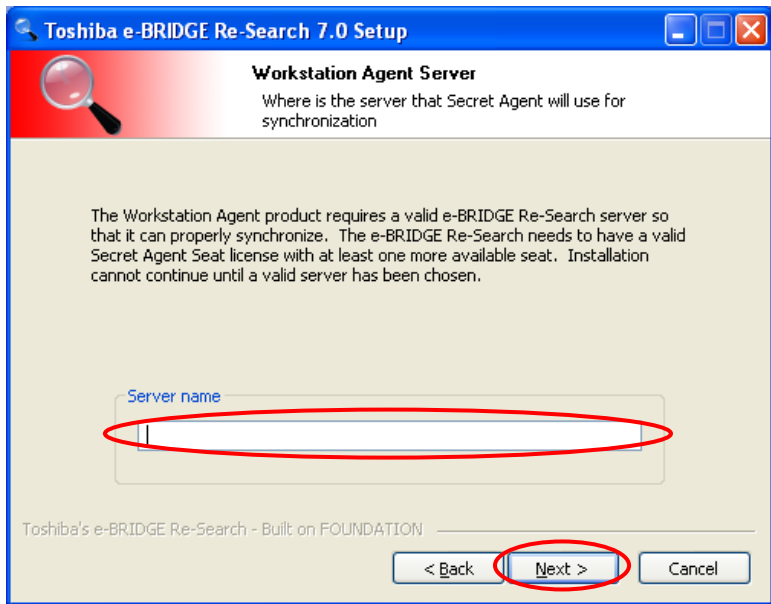 Toshiba e-BRIDGE Re-Search 7.0 Setup
Workstation Agent Server
Where is the server that Secret Agent will use for
synchronization
The Workstation Agent product requires a valid e-BRIDGE Re-Search server so
that it can properly synchronize. The e-BRIDGE Re-Search needs to have a valid
Secret Agent Seat license with at least one more available seat. Installation
cannot continue until a valid server has been chosen.
Server name
Toshiba's e-BRIDGE Re-Search - Built on FOUNDATION
< Back Next > Cancel